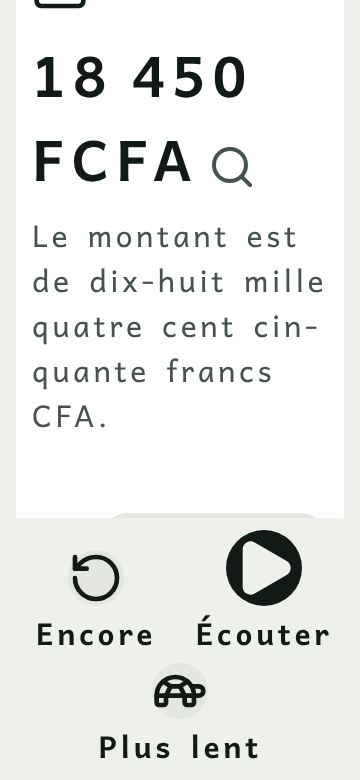 18 450
FCFA
Le montant est
de dix-huit mille
quatre cent cin-
quante francs
CFA.
Encore
Écouter
Plus lent